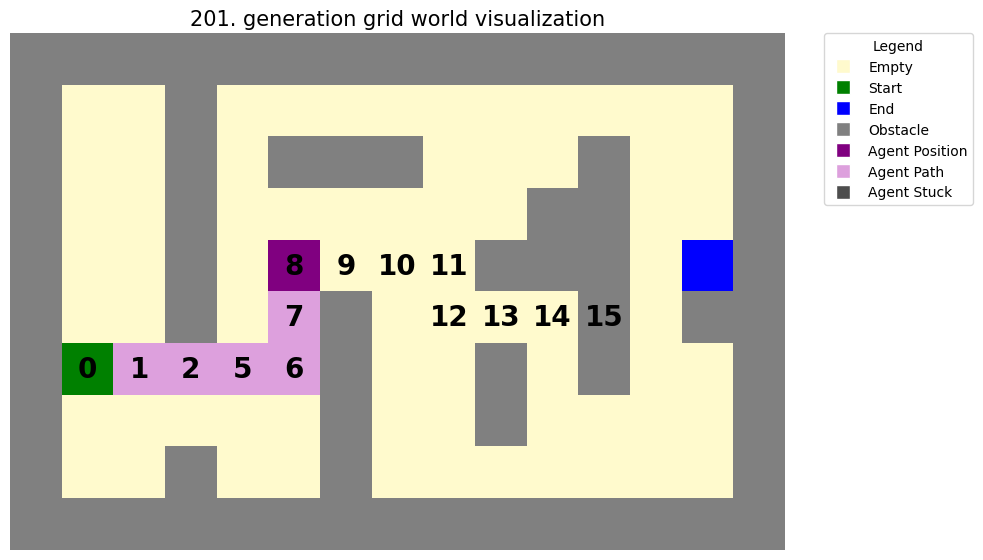 201. generation grid world visualization
Legend
Empty
Start
End
Obstacle
Agent Position
Agent Path
Agent Stuck
8 9 10 11
7 12 13 14 15
0 1 2 5 6